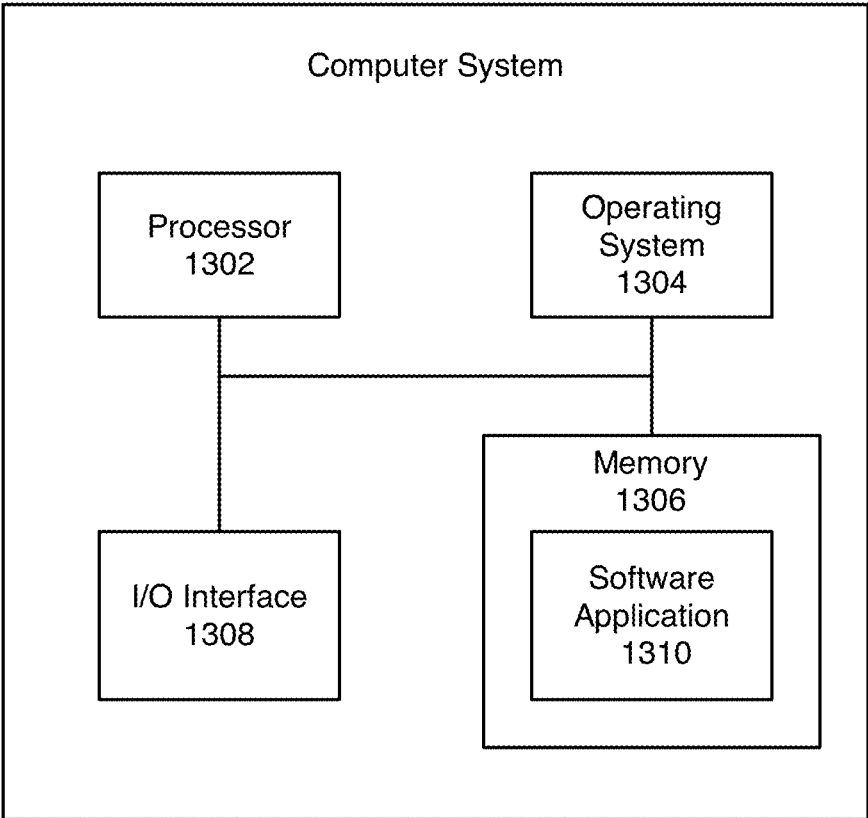 Computer System
Processor
1302
Operating
System
1304
Memory
1306
I/O Interface
1308
Software
Application
1310